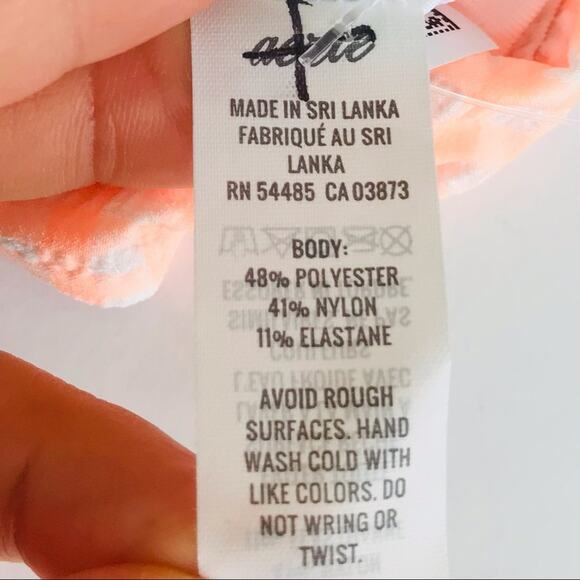 aerie
MADE IN SRI LANKA
FABRIQUÉ AU SRI
LANKA
RN 54485 CA 03873
BODY:
48% POLYESTER
41% NYLON
11% ELASTANE
AVOID ROUGH
SURFACES. HAND
WASH COLD WITH
LIKE COLORS. DO
NOT WRING OR
TWIST.